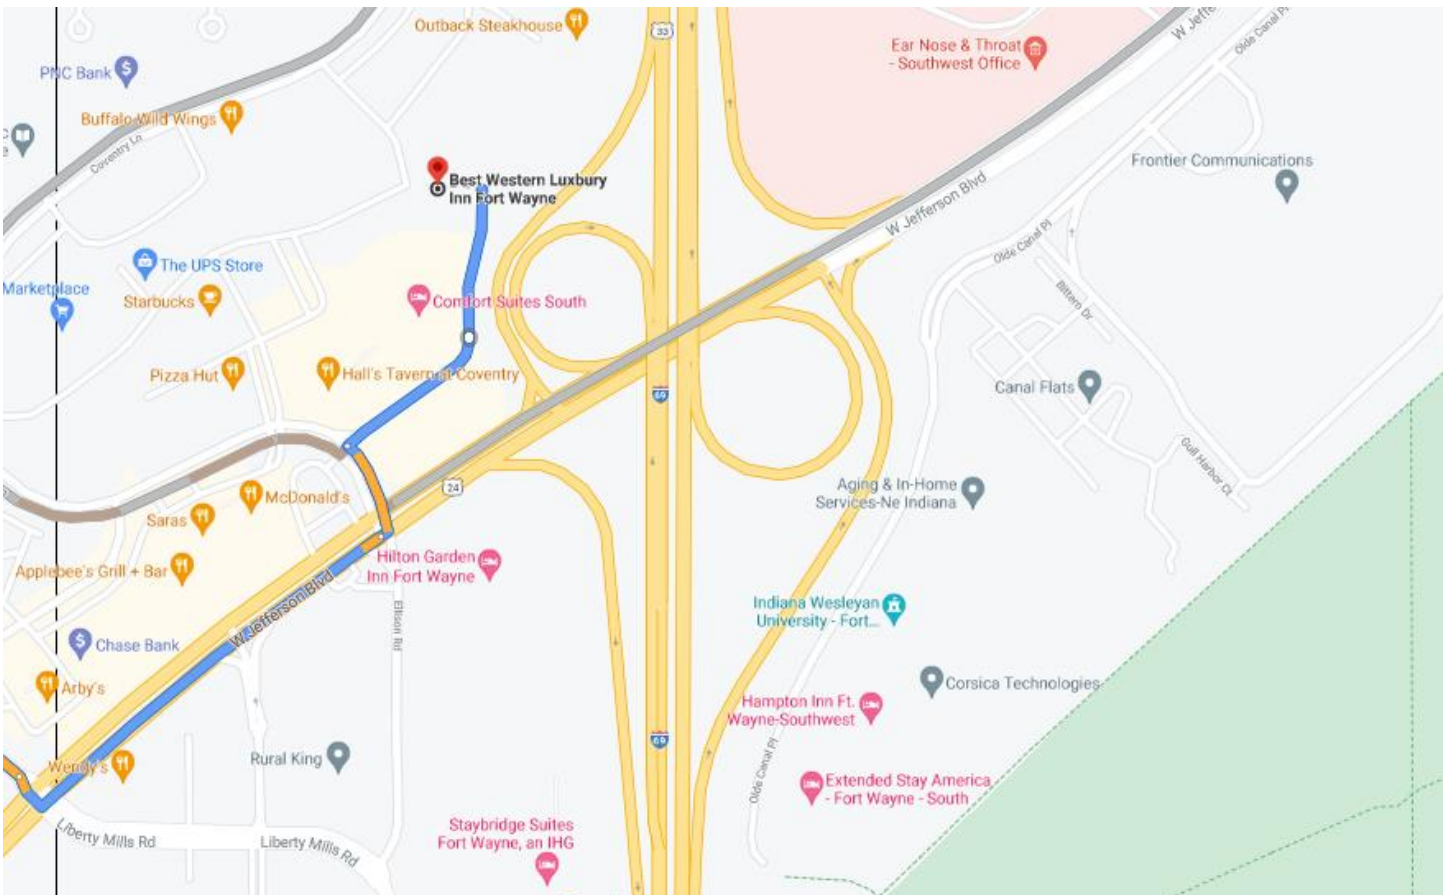 Outback Steakhouse
33
W Jeffe
Olde Canal Pl
Ear Nose & Throat
- Southwest Office
PNC Bank
Buffalo Wild Wings
Coventry Ln
Frontier Communications
Best Western Luxbury
Inn Fort Wayne
W Jefferson Blvd
Olde Canal Pl
The UPS Store
Marketplace
Starbucks
Comfort Suites South
Bittern Dr
Pizza Hut
Hall's Tavern at Coventry
69
Canal Flats
Gull Harbor Ct
24
McDonald's
Saras
Aging & In-Home
Services-Ne Indiana
Applebee's Grill + Bar
Hilton Garden
Inn Fort Wayne
W Jefferson Blvd
Ellison Rd
Indiana Wesleyan
University - Fort...
Chase Bank
Arby's
Corsica Technologies
Hampton Inn Ft.
Wayne-Southwest
69
Wendy's
Rural King
Olde Canal Pl
Extended Stay America
- Fort Wayne - South
Liberty Mills Rd
Liberty Mills Rd
Staybridge Suites
Fort Wayne, an IHG